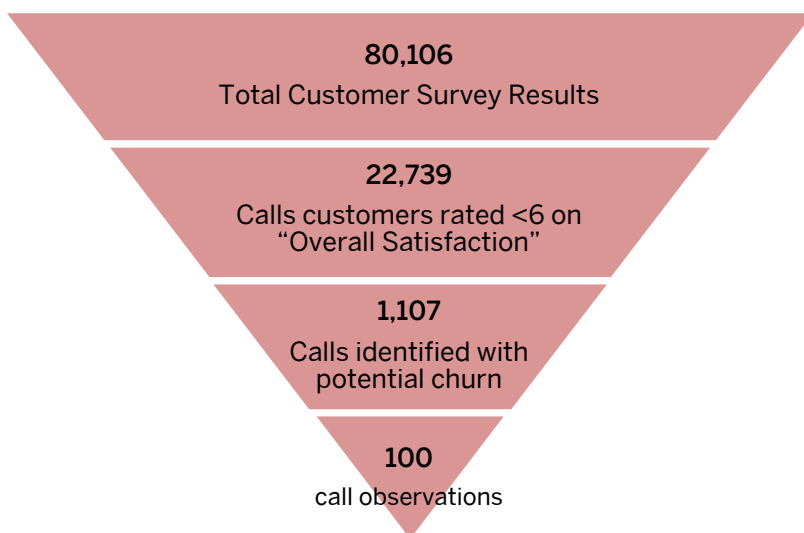 80,106
Total Customer Survey Results
22,739
Calls customers rated <6 on
“Overall Satisfaction”
1,107
Calls identified with
potential churn
100
call observations